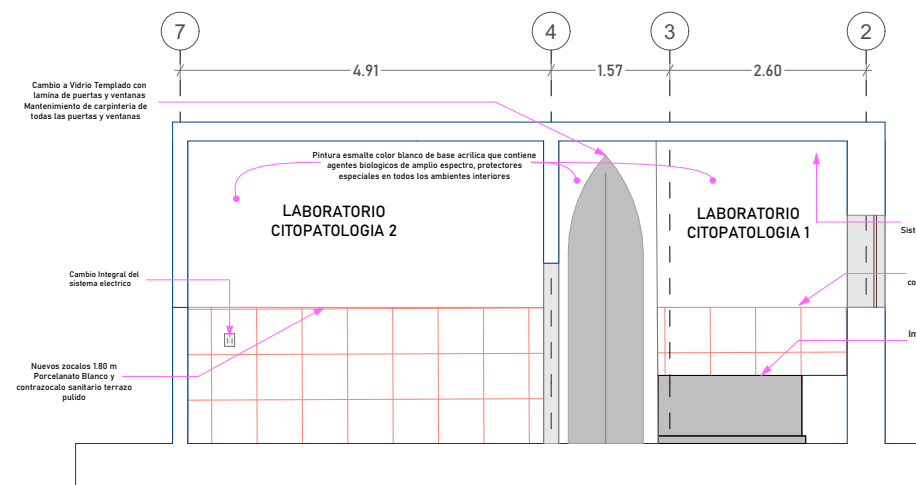 7
4
3
2
4.91
1.57
2.60
Cambio a Vidrio Templado con
lamina de puertas y ventanas
Mantenimiento de carpinteria de
todas las puertas y ventanas
Pintura esmalte color blanco de base acrilica que contiene
agentes biologicos de amplio espectro, protectores
especiales en todos los ambientes interiores
LABORATORIO
CITOPATOLOGIA 2
LABORATORIO
CITOPATOLOGIA 1
Cambio Integral del
sistema electrico
Nuevos zocalos 1.80 m
Porcelanato Blanco y
contrazocalo sanitario terrazo
pulido